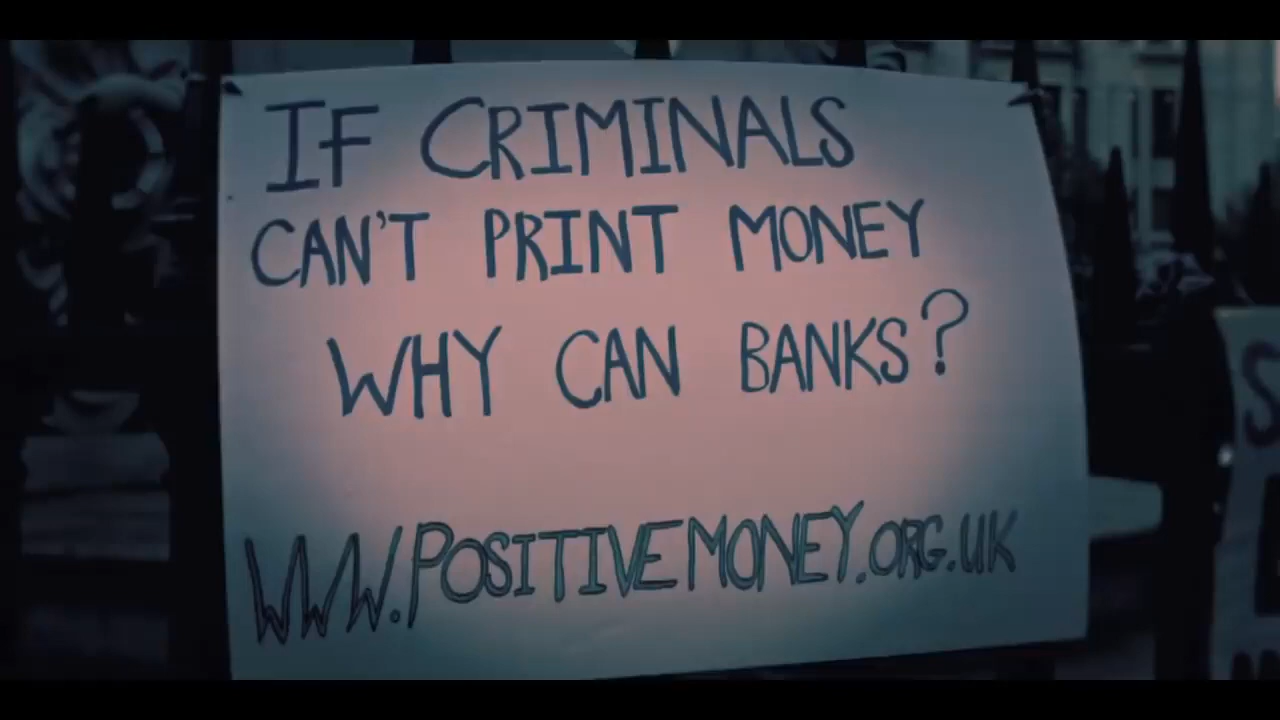 IF CRIMINALS
CAN'T PRINT MONEY
WHY CAN BANKS?
WWW.POSITIVEMONEY.ORG.UK